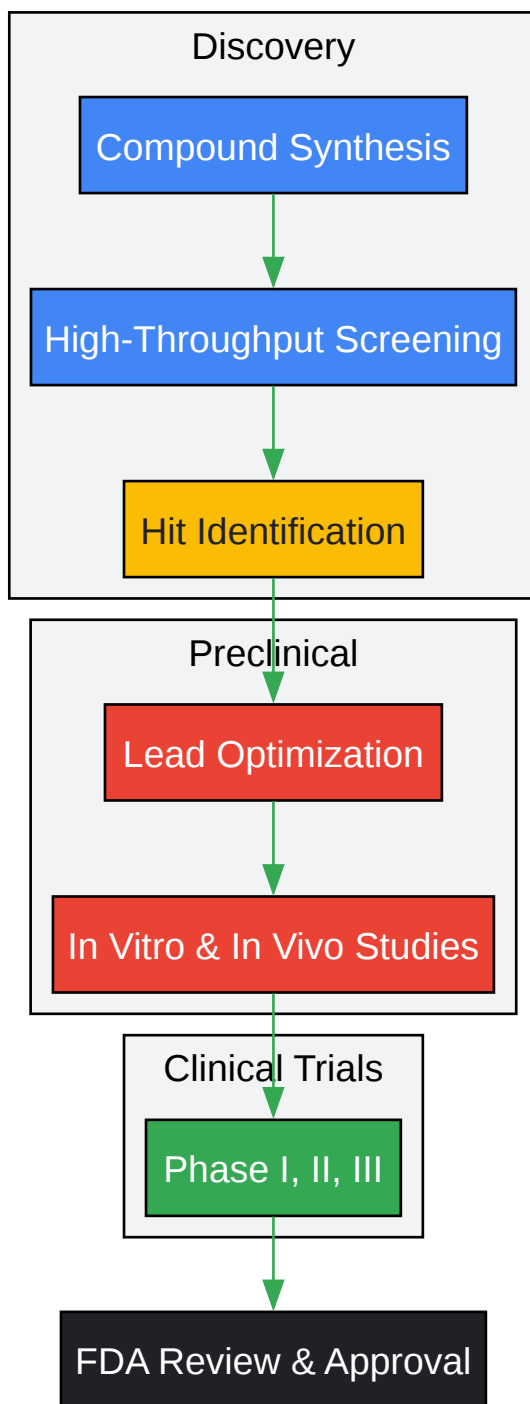 Discovery
Compound Synthesis
High-Throughput Screening
Hit Identification
Preclinical
Lead Optimization
In Vitro & In Vivo Studies
Clinical Trials
Phase I, II, III
FDA Review & Approval